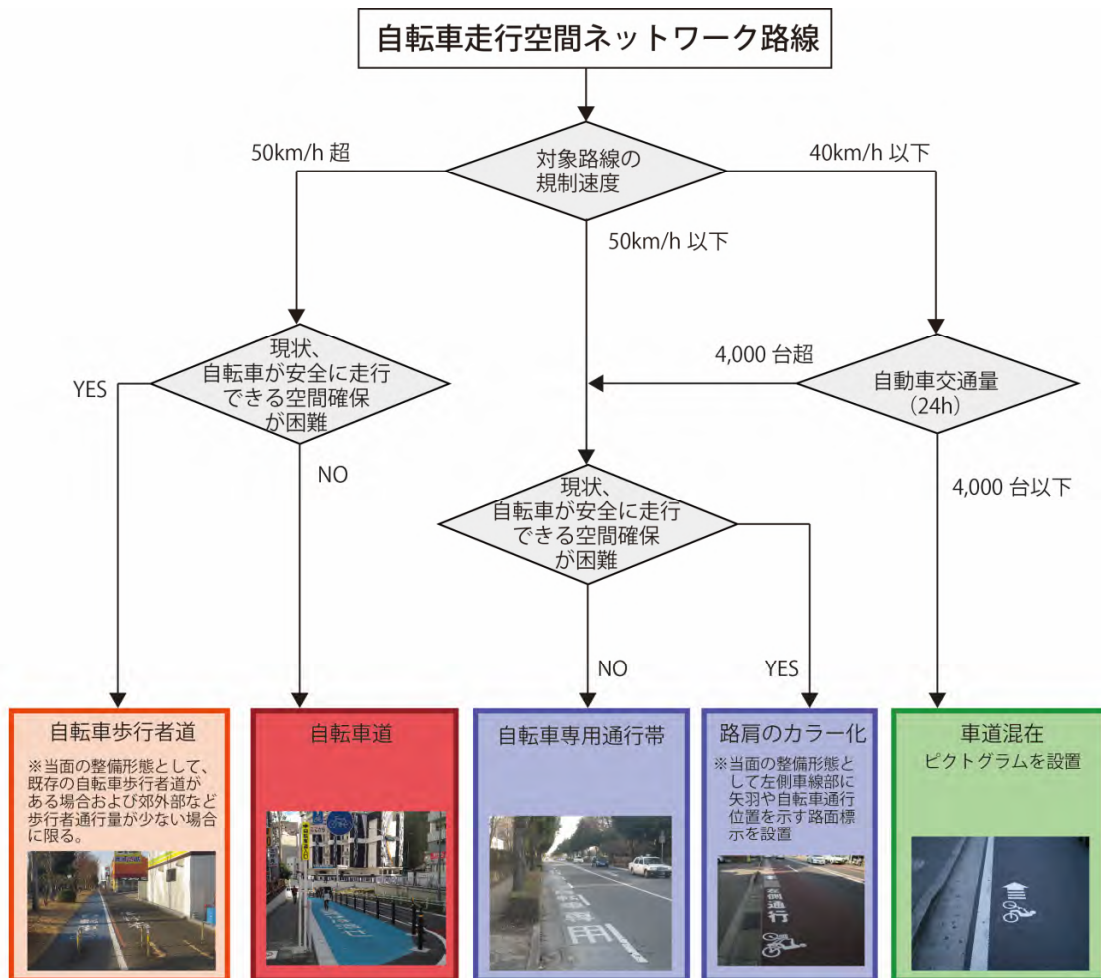 自転車走行空間ネットワーク路線
50km/h 超
対象路線の
規制速度
40km/h 以下
50km/h 以下
現状、
自転車が安全に走行
できる空間確保
が困難
YES
NO
4,000 台超
自動車交通量
（24h）
4,000 台以下
現状、
自転車が安全に走行
できる空間確保
が困難
NO
YES
自転車歩行者道
※当面の整備形態として、
既存の自転車歩行者道が
ある場合および郊外部など
歩行者通行量が少ない場合
に限る。
自転車道
自転車専用通行帯
路肩のカラー化
※当面の整備形態と
して左側車線部に
矢羽や自転車通行
位置を示す路面標
示を設置
左側
通行
車道混在
ピクトグラムを設置